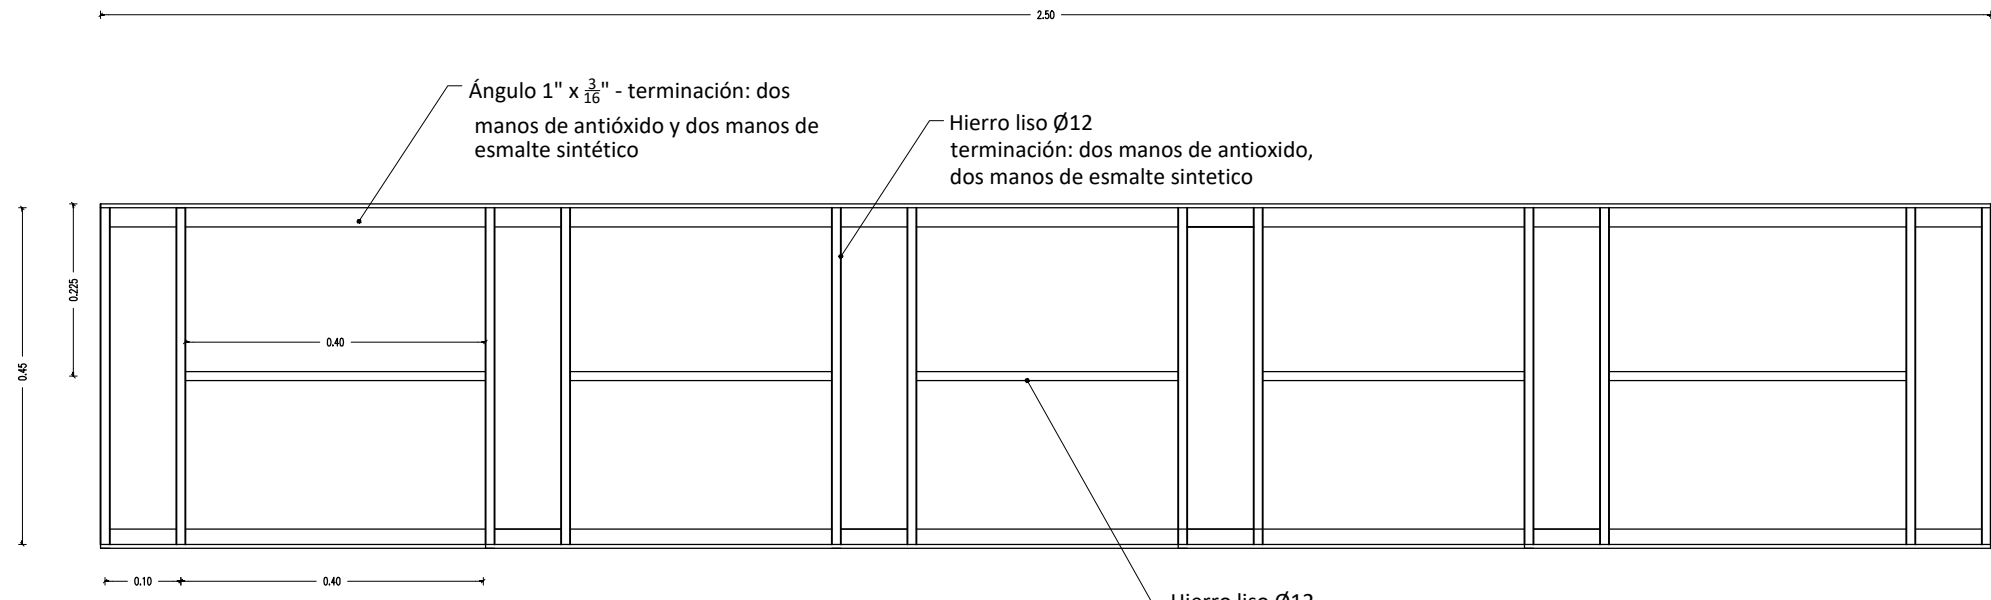 2.50
Ángulo 1" x 3/16" - terminación: dos
manos de antióxido y dos manos de
esmalte sintético
Hierro liso Ø12
terminación: dos manos de antioxido,
dos manos de esmalte sintetico
0.225
0.45
0.40
0.10
0.40
Hierro liso Ø12